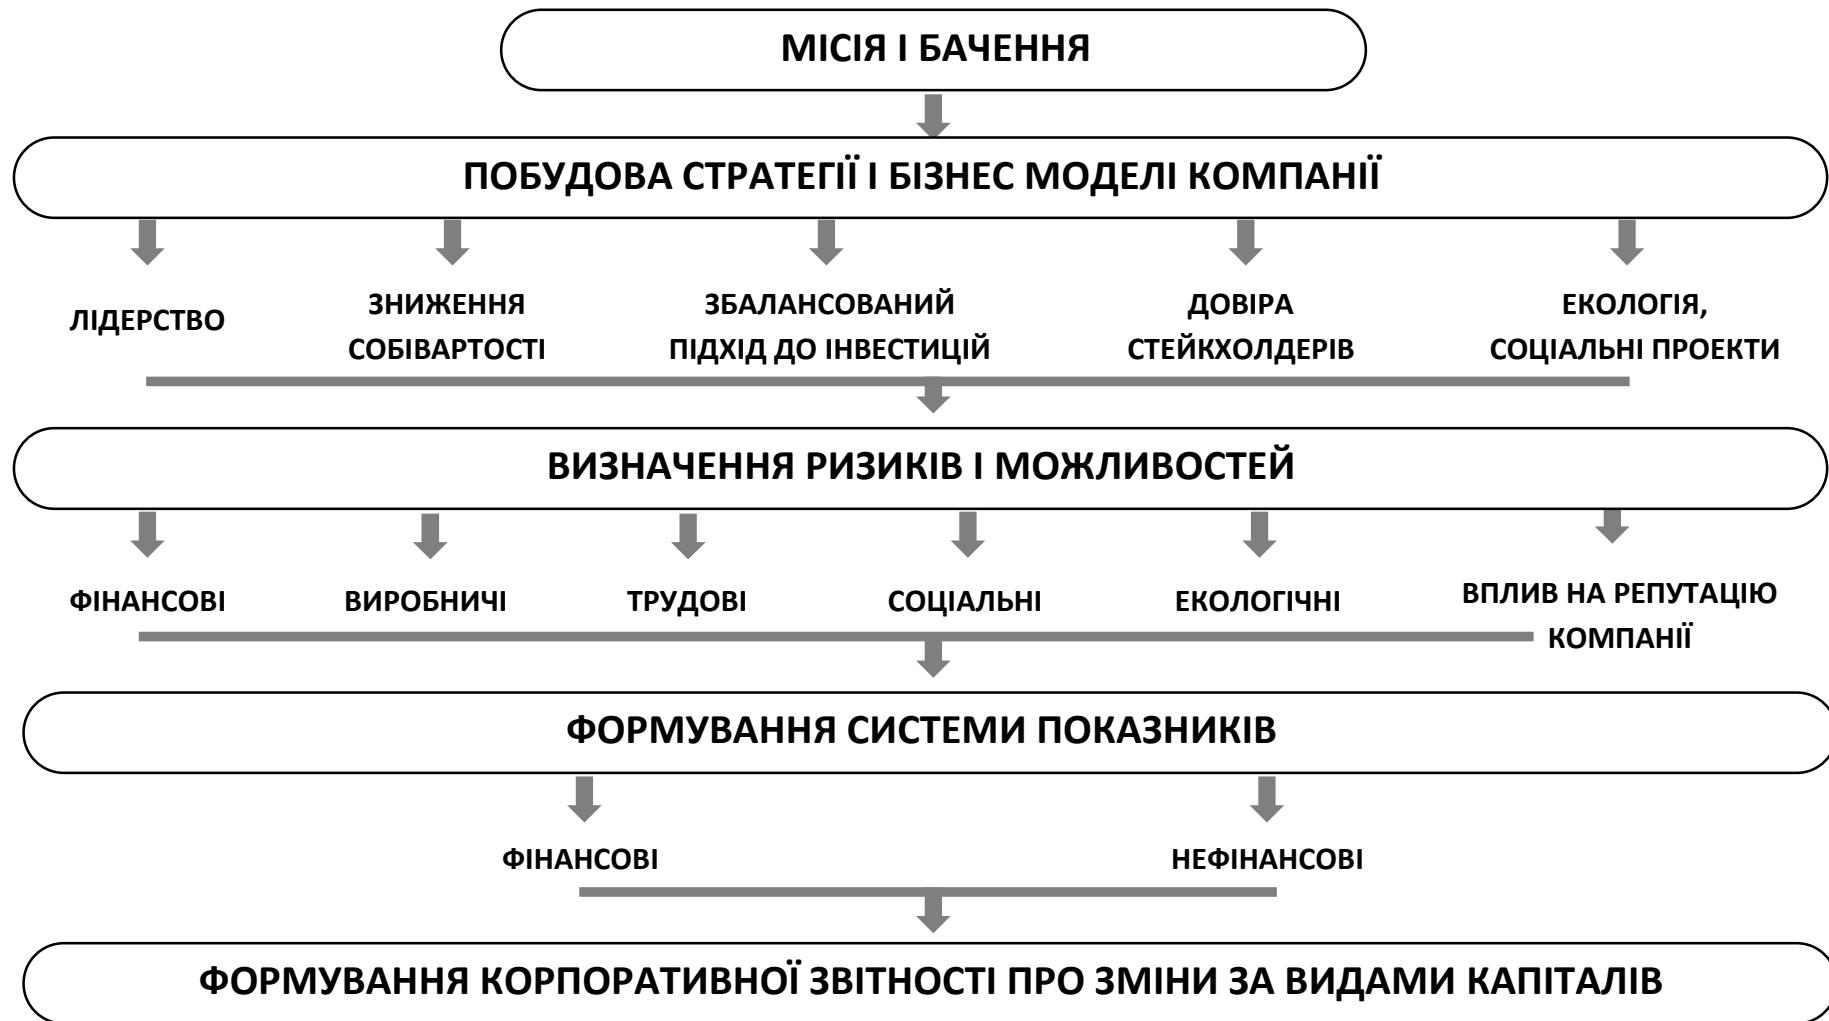 МІСІЯ І БАЧЕННЯ
ПОБУДОВА СТРАТЕГІЇ І БІЗНЕС МОДЕЛІ КОМПАНІЇ
ЛІДЕРСТВО
ЗНИЖЕННЯ
СОБІВАРТОСТІ
ЗБАЛАНСОВАНИЙ
ПІДХІД ДО ІНВЕСТИЦІЙ
ДОВІРА
СТЕЙКХОЛДЕРІВ
ЕКОЛОГІЯ,
СОЦІАЛЬНІ ПРОЕКТИ
ВИЗНАЧЕННЯ РИЗИКІВ І МОЖЛИВОСТЕЙ
ФІНАНСОВІ
ВИРОБНИЧІ
ТРУДОВІ
СОЦІАЛЬНІ
ЕКОЛОГІЧНІ
ВПЛИВ НА РЕПУТАЦІЮ
КОМПАНІЇ
ФОРМУВАННЯ СИСТЕМИ ПОКАЗНИКІВ
ФІНАНСОВІ
НЕФІНАНСОВІ
ФОРМУВАННЯ КОРПОРАТИВНОЇ ЗВІТНОСТІ ПРО ЗМІНИ ЗА ВИДАМИ КАПІТАЛІВ